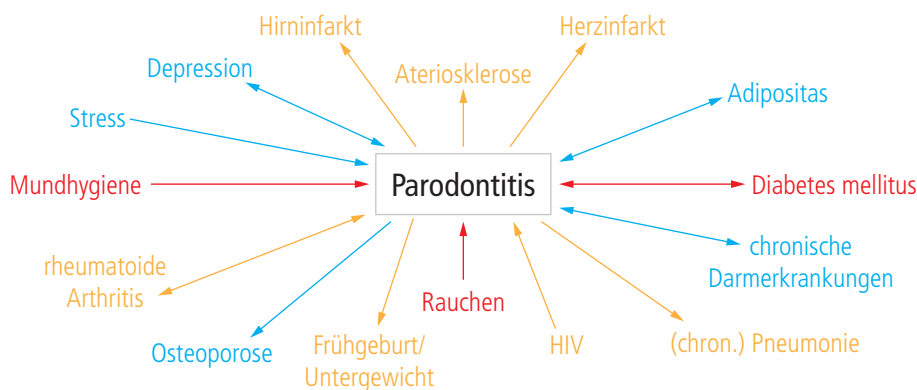 Hirninfarkt
Herzinfarkt
Depression
Ateriosklerose
Adipositas
Stress
Mundhygiene
Parodontitis
Diabetes mellitus
rheumatoide
Arthritis
chronische
Darmerkrankungen
Rauchen
Osteoporose
Frühgeburt/
Untergewicht
HIV
(chron.) Pneumonie